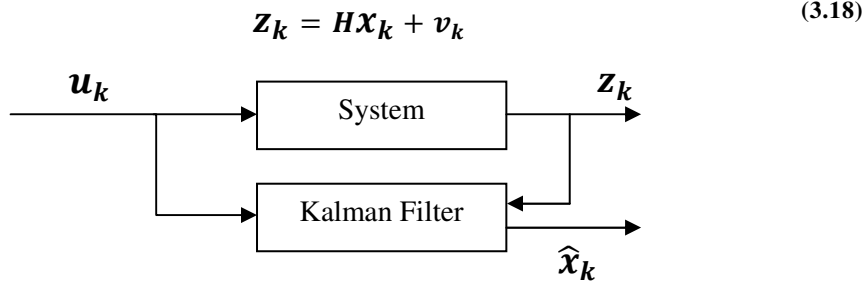 z_k = Hx_k + v_k (3.18)
u_k
System
z_k
Kalman Filter
x̂_k